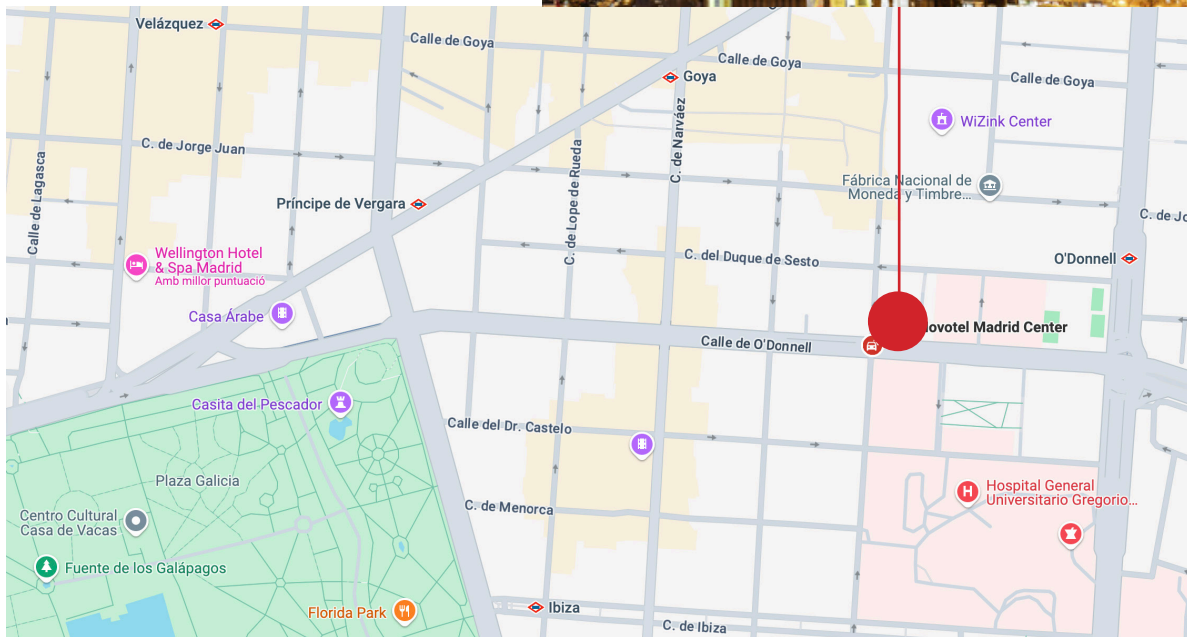 Velázquez
Calle de Goya
Calle de Goya
Calle de Goya
Goya
C. de Jorge Juan
WiZink Center
Calle de Lagasca
C. de Lope de Rueda
C. de Narváez
Fábrica Nacional de
Moneda y Timbre...
Príncipe de Vergara
C. de Jo
Wellington Hotel
& Spa Madrid
Amb millor puntuació
C. del Duque de Sesto
O'Donnell
Casa Árabe
ovotel Madrid Center
Calle de O'Donnell
Casita del Pescador
Calle del Dr. Castelo
Plaza Galicia
Hospital General
Universitario Gregorio...
H
C. de Menorca
Centro Cultural
Casa de Vacas
Fuente de los Galápagos
Florida Park
Ibiza
C. de Ibiza